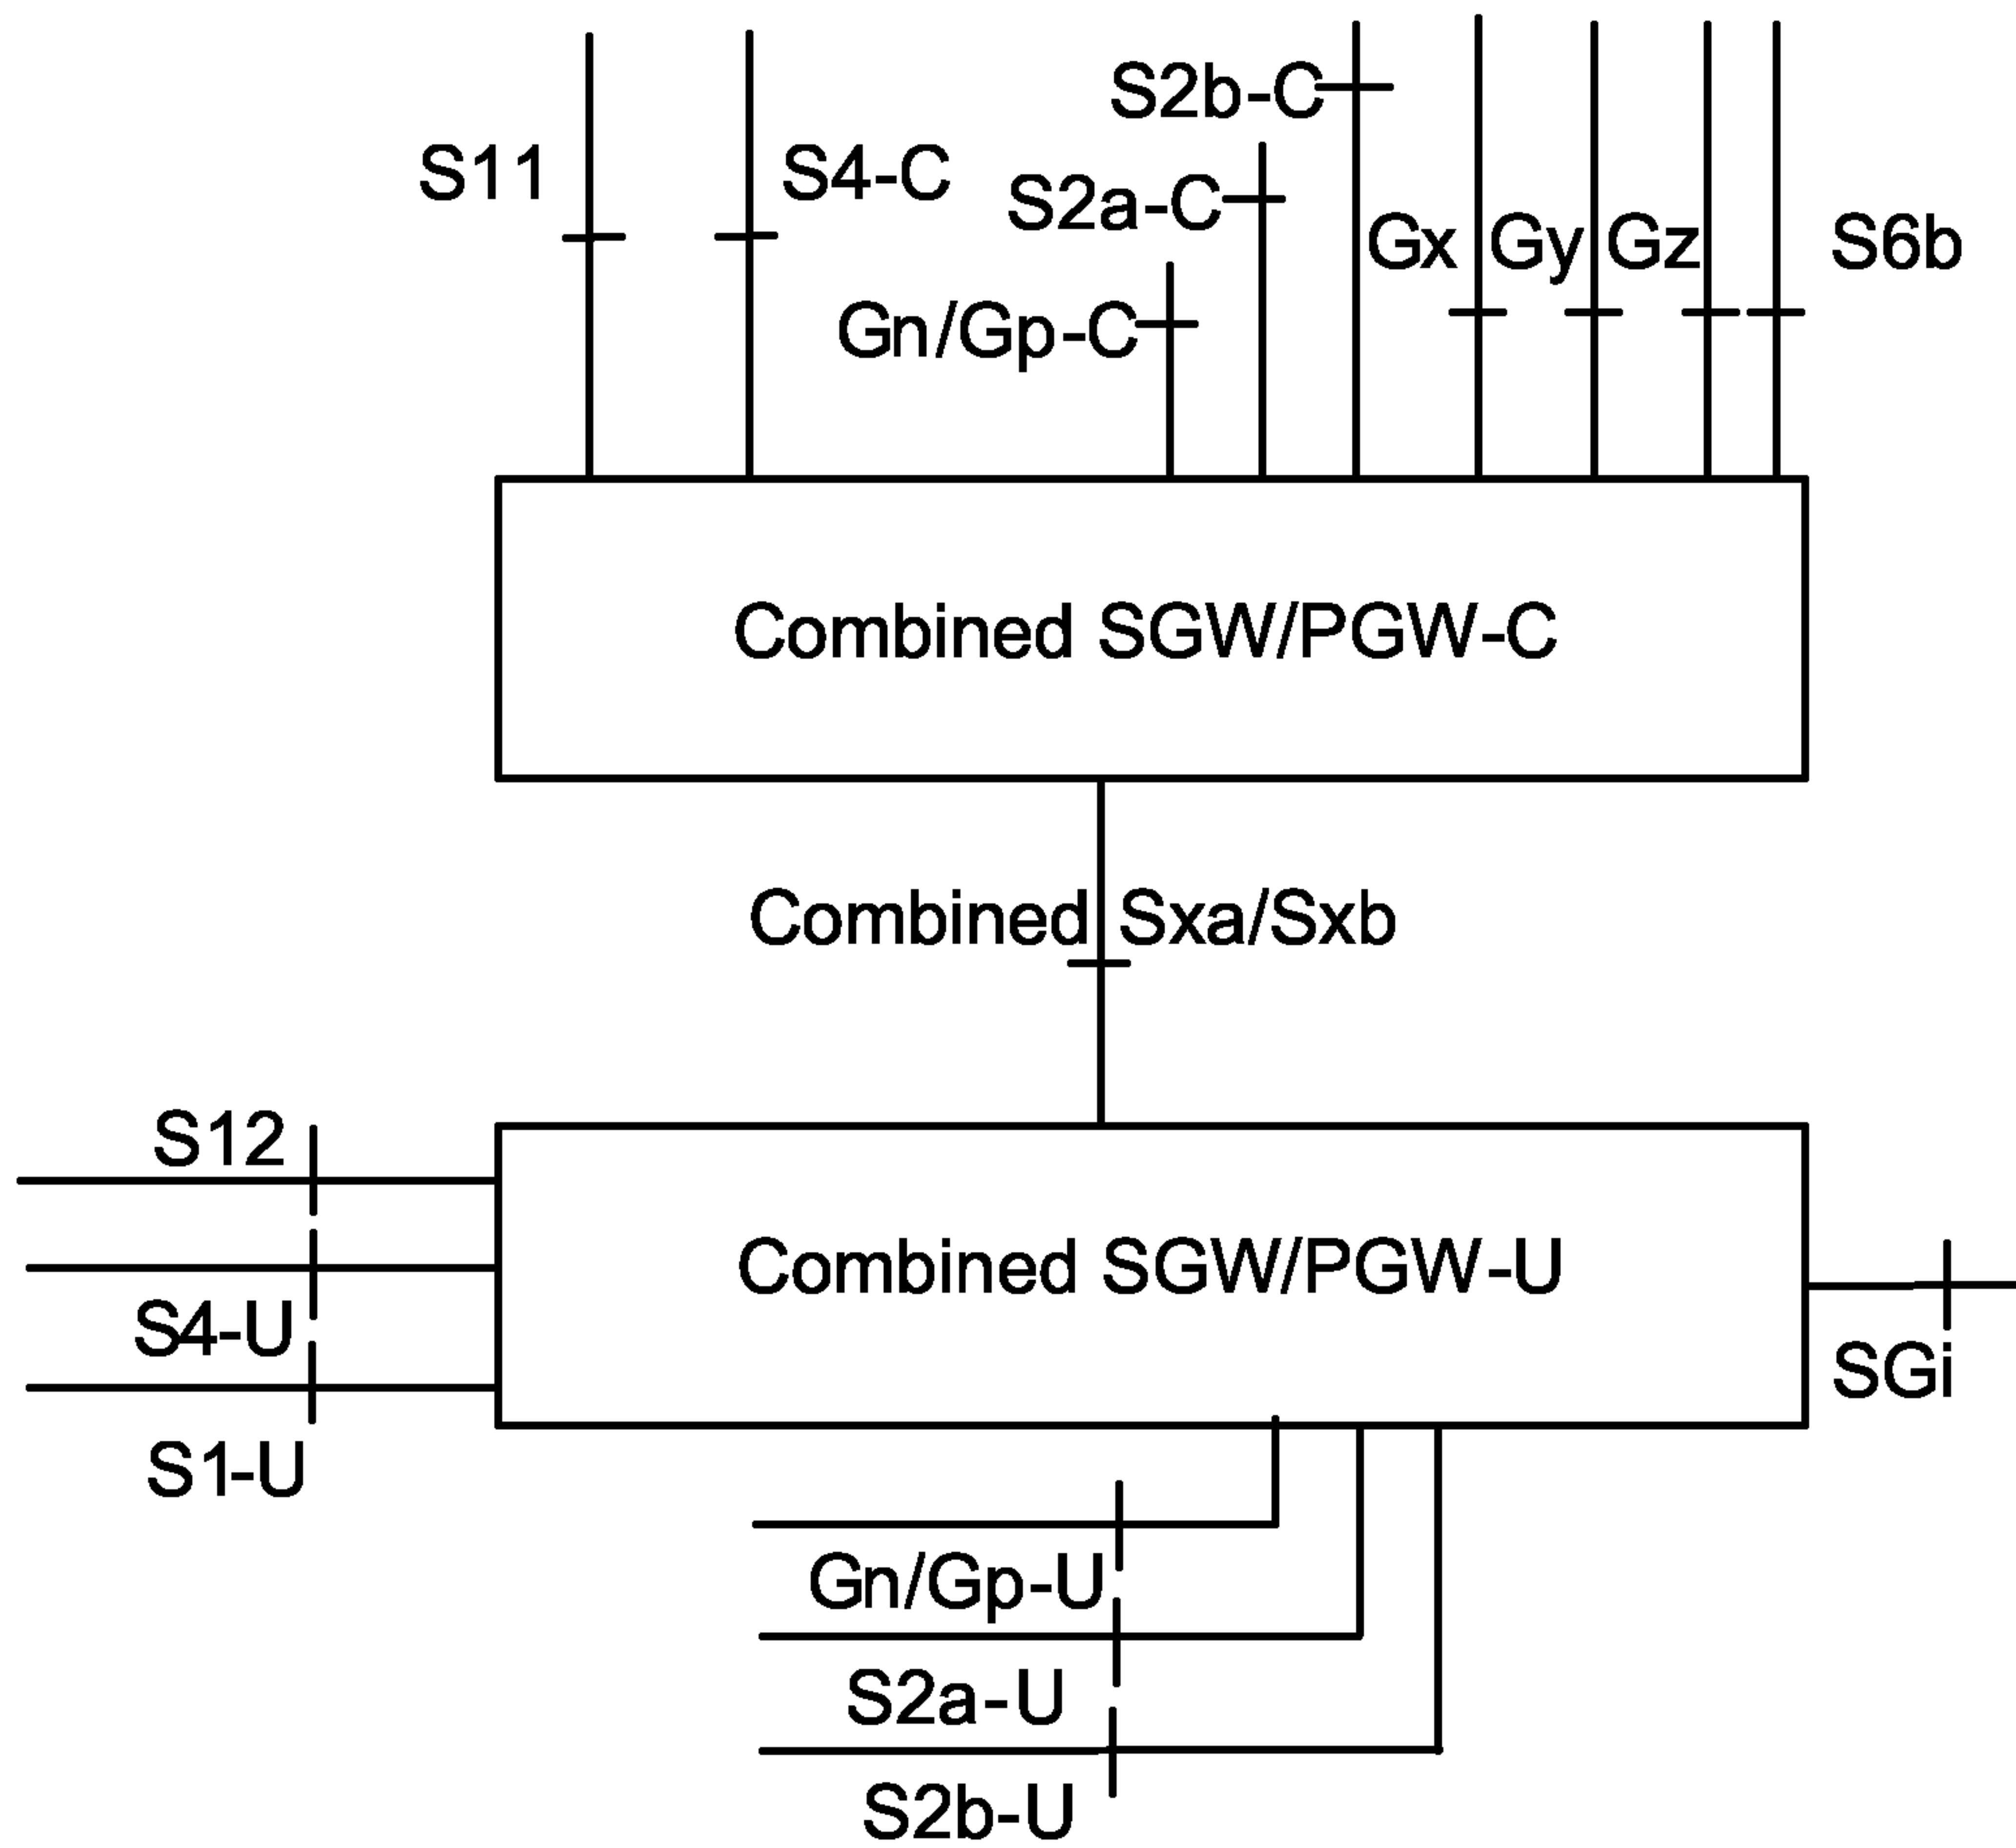 S2b-C
S11
S4-C
S2a-C
Gx
Gy
Gz
S6b
Gn/Gp-C
Combined SGW/PGW-C
Combined Sxa/Sxb
S12
Combined SGW/PGW-U
S4-U
SGi
S1-U
Gn/Gp-U
S2a-U
S2b-U